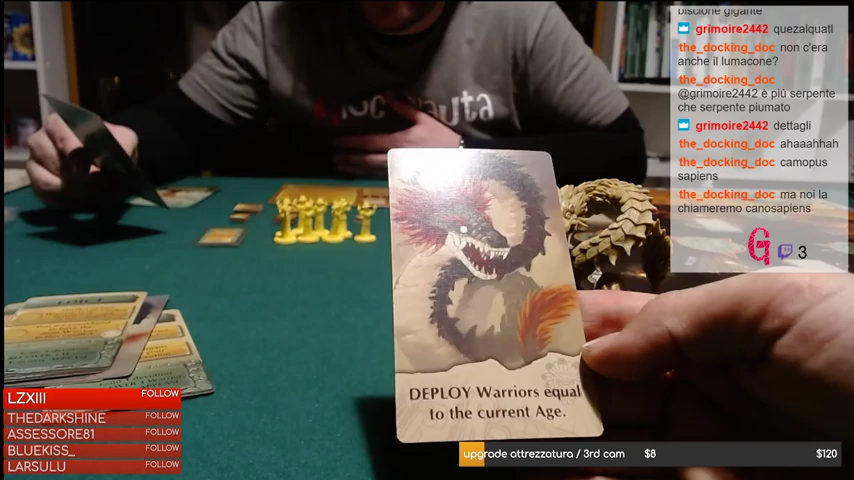 biscione gigante
grimoire2442 quezalquatl
the_docking_doc non c'era
anche il lumacone?
the_docking_doc
@grimoire2442 è più serpente
che serpente piumato
grimoire2442 dettagli
the_docking_doc ahaaahhah
the_docking_doc camopus
sapiens
the_docking_doc ma noi la
chiameremo canosapiens
G 3
DEPLOY Warriors equal
to the current Age.
LZXIII FOLLOW
THEDARKSHINE FOLLOW
ASSESSORE81 FOLLOW
BLUEKISS_ FOLLOW
LARSULU FOLLOW
upgrade attrezzatura / 3rd cam $8 $120